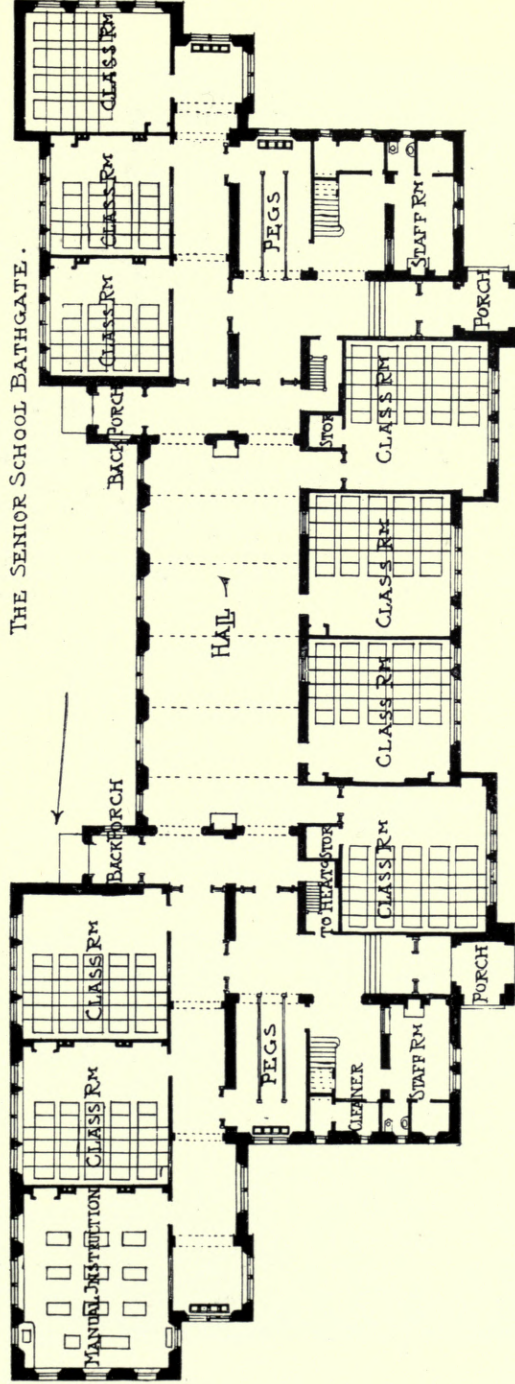 THE SENIOR SCHOOL BATHGATE.
MANUAL INSTRUCTION
CLASS RM
CLASS RM
BACK PORCH
BACK PORCH
CLASS RM
CLASS RM
CLASS RM
HALL
PEGS
PEGS
TO HEATG
STOR
STOR
CLEANER
STAFF RM
CLASS RM
CLASS RM
CLASS RM
CLASS RM
STAFF RM
PORCH
PORCH